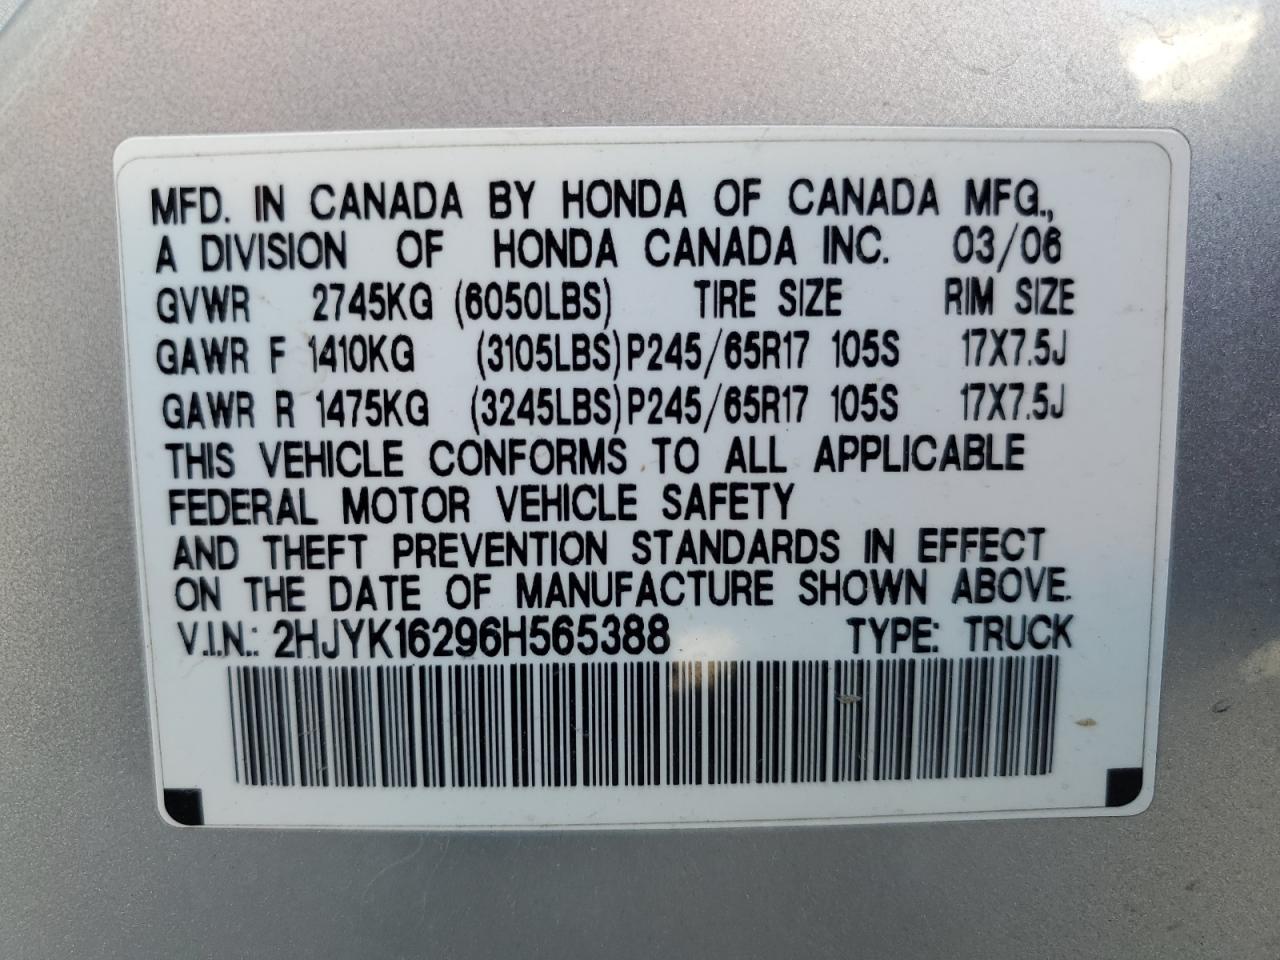 MFD. IN CANADA BY HONDA OF CANADA MFG.,
A DIVISION OF HONDA CANADA INC. 03/06
GVWR 2745KG (6050LBS) TIRE SIZE RIM SIZE
GAWR F 1410KG (3105LBS) P245/65R17 105S 17X7.5J
GAWR R 1475KG (3245LBS) P245/65R17 105S 17X7.5J
THIS VEHICLE CONFORMS TO ALL APPLICABLE
FEDERAL MOTOR VEHICLE SAFETY
AND THEFT PREVENTION STANDARDS IN EFFECT
ON THE DATE OF MANUFACTURE SHOWN ABOVE.
V.I.N.: 2HJYK16296H565388 TYPE: TRUCK